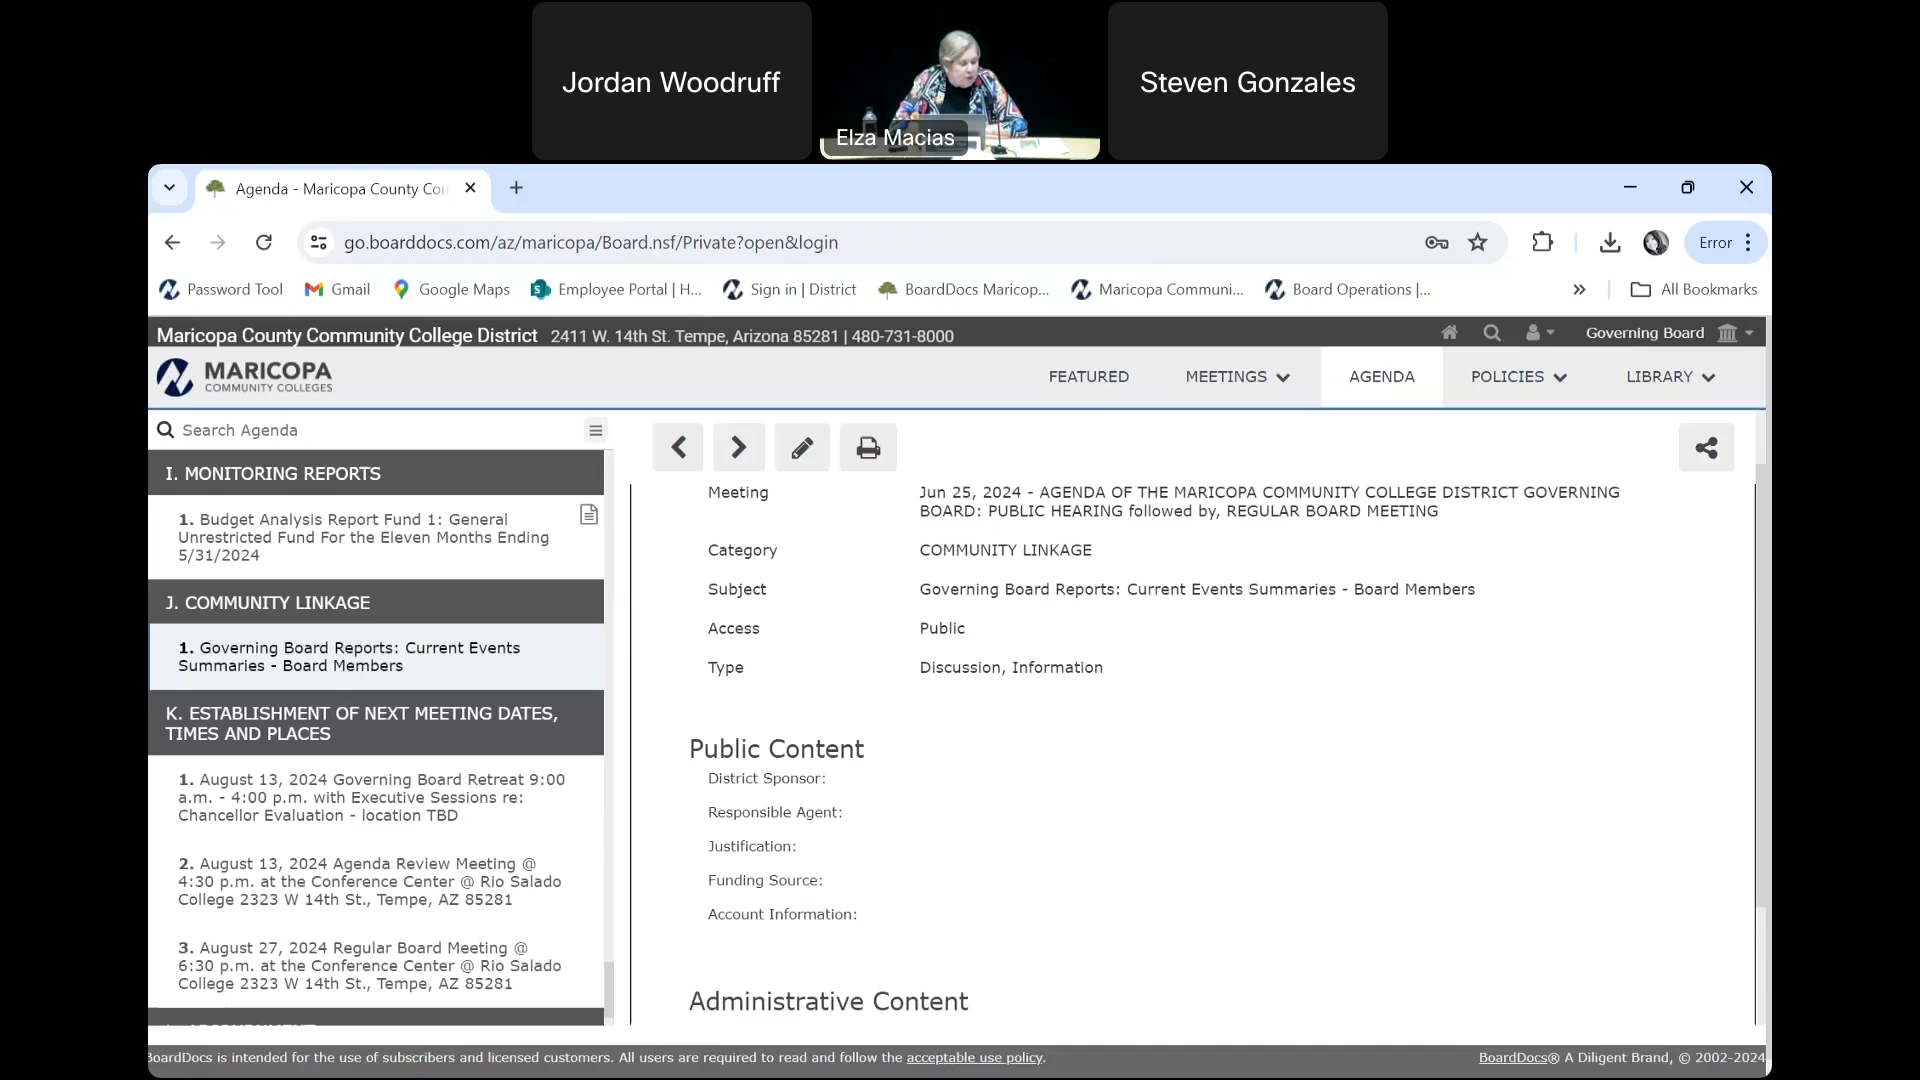 Jordan Woodruff
Elza Macias
Steven Gonzales
Agenda - Maricopa County Con
go.boarddocs.com/az/maricopa/Board.nsf/Private?open&login
Error
Password Tool
Gmail
Google Maps
Employee Portal | H...
Sign in | District
BoardDocs Maricop...
Maricopa Communi...
Board Operations |...
All Bookmarks
Maricopa County Community College District 2411 W. 14th St. Tempe, Arizona 85281 | 480-731-8000
Governing Board
MARICOPA
COMMUNITY COLLEGES
FEATURED
MEETINGS
AGENDA
POLICIES
LIBRARY
Search Agenda
I. MONITORING REPORTS
1. Budget Analysis Report Fund 1: General
Unrestricted Fund For the Eleven Months Ending
5/31/2024
J. COMMUNITY LINKAGE
1. Governing Board Reports: Current Events
Summaries - Board Members
K. ESTABLISHMENT OF NEXT MEETING DATES,
TIMES AND PLACES
1. August 13, 2024 Governing Board Retreat 9:00
a.m. - 4:00 p.m. with Executive Sessions re:
Chancellor Evaluation - location TBD
2. August 13, 2024 Agenda Review Meeting @
4:30 p.m. at the Conference Center @ Rio Salado
College 2323 W 14th St., Tempe, AZ 85281
3. August 27, 2024 Regular Board Meeting @
6:30 p.m. at the Conference Center @ Rio Salado
College 2323 W 14th St., Tempe, AZ 85281
Meeting
Jun 25, 2024 - AGENDA OF THE MARICOPA COMMUNITY COLLEGE DISTRICT GOVERNING
BOARD: PUBLIC HEARING followed by, REGULAR BOARD MEETING
Category
COMMUNITY LINKAGE
Subject
Governing Board Reports: Current Events Summaries - Board Members
Access
Public
Type
Discussion, Information
Public Content
District Sponsor:
Responsible Agent:
Justification:
Funding Source:
Account Information:
Administrative Content
BoardDocs is intended for the use of subscribers and licensed customers. All users are required to read and follow the acceptable use policy.
BoardDocs® A Diligent Brand, © 2002-2024